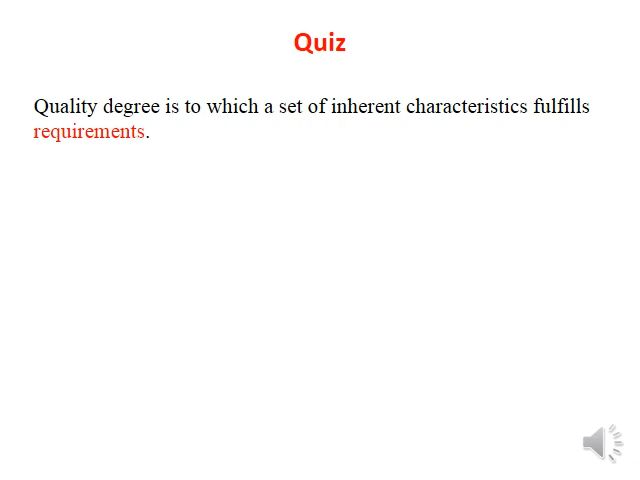 Quiz
Quality degree is to which a set of inherent characteristics fulfills
requirements.